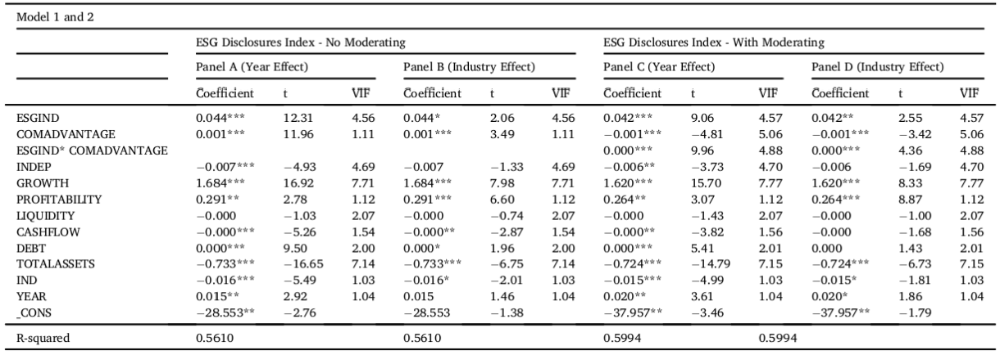 Model 1 and 2
ESG Disclosures Index - No Moderating ESG Disclosures Index - With Moderating
Panel A (Year Effect) Panel B (Industry Effect) Panel C (Year Effect) Panel D (Industry Effect)
Coefficient t VIF Coefficient t VIF Coefficient t VIF Coefficient t VIF
ESGIND 0.044*** 12.31 4.56 0.044* 2.06 4.56 0.042*** 9.06 4.57 0.042** 2.55 4.57
COMADVANTAGE 0.001*** 11.96 1.11 0.001*** 3.49 1.11 −0.001*** −4.81 5.06 −0.001*** −3.42 5.06
ESGIND* COMADVANTAGE 0.000*** 9.96 4.88 0.000*** 4.36 4.88
INDEP −0.007*** −4.93 4.69 −0.007 −1.33 4.69 −0.006** −3.73 4.70 −0.006 −1.69 4.70
GROWTH 1.684*** 16.92 7.71 1.684*** 7.98 7.71 1.620*** 15.70 7.77 1.620*** 8.33 7.77
PROFITABILITY 0.291** 2.78 1.12 0.291*** 6.60 1.12 0.264** 3.07 1.12 0.264*** 8.87 1.12
LIQUIDITY −0.000 −1.03 2.07 −0.000 −0.74 2.07 −0.000 −1.43 2.07 −0.000 −1.00 2.07
CASHFLOW −0.000*** −5.26 1.54 −0.000** −2.87 1.54 −0.000** −3.82 1.56 −0.000 −1.68 1.56
DEBT 0.000*** 9.50 2.00 0.000* 1.96 2.00 0.000*** 5.41 2.01 0.000 1.43 2.01
TOTALASSETS −0.733*** −16.65 7.14 −0.733*** −6.75 7.14 −0.724*** −14.79 7.15 −0.724*** −6.73 7.15
IND −0.016*** −5.49 1.03 −0.016* −2.01 1.03 −0.015*** −4.99 1.03 −0.015* −1.81 1.03
YEAR 0.015** 2.92 1.04 0.015 1.46 1.04 0.020** 3.61 1.04 0.020* 1.86 1.04
_CONS −28.553** −2.76 −28.553 −1.38 −37.957** −3.46 −37.957** −1.79
R-squared 0.5610 0.5610 0.5994 0.5994